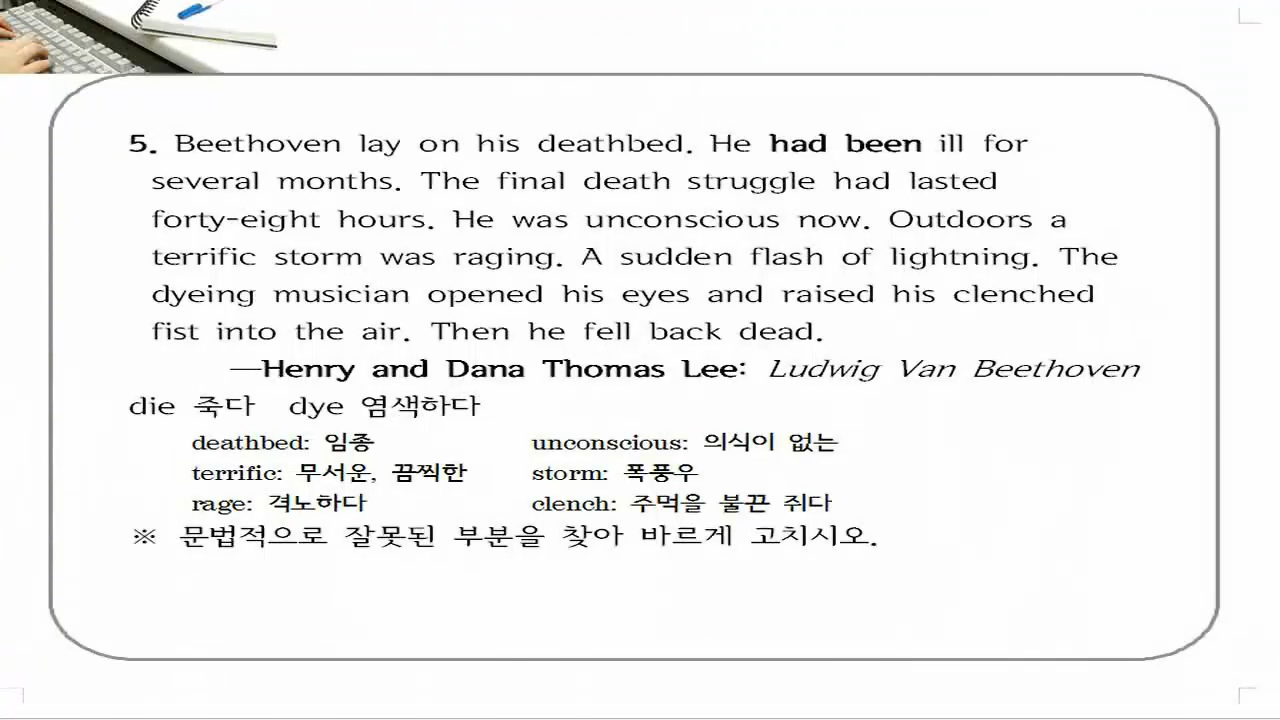 5. Beethoven lay on his deathbed. He had been ill for
several months. The final death struggle had lasted
forty-eight hours. He was unconscious now. Outdoors a
terrific storm was raging. A sudden flash of lightning. The
dyeing musician opened his eyes and raised his clenched
fist into the air. Then he fell back dead.
—Henry and Dana Thomas Lee: Ludwig Van Beethoven
die 죽다 dye 염색하다
deathbed: 임종 unconscious: 의식이 없는
terrific: 무서운, 끔찍한 storm: 폭풍우
rage: 격노하다 clench: 주먹을 불끈 쥐다
※ 문법적으로 잘못된 부분을 찾아 바르게 고치시오.